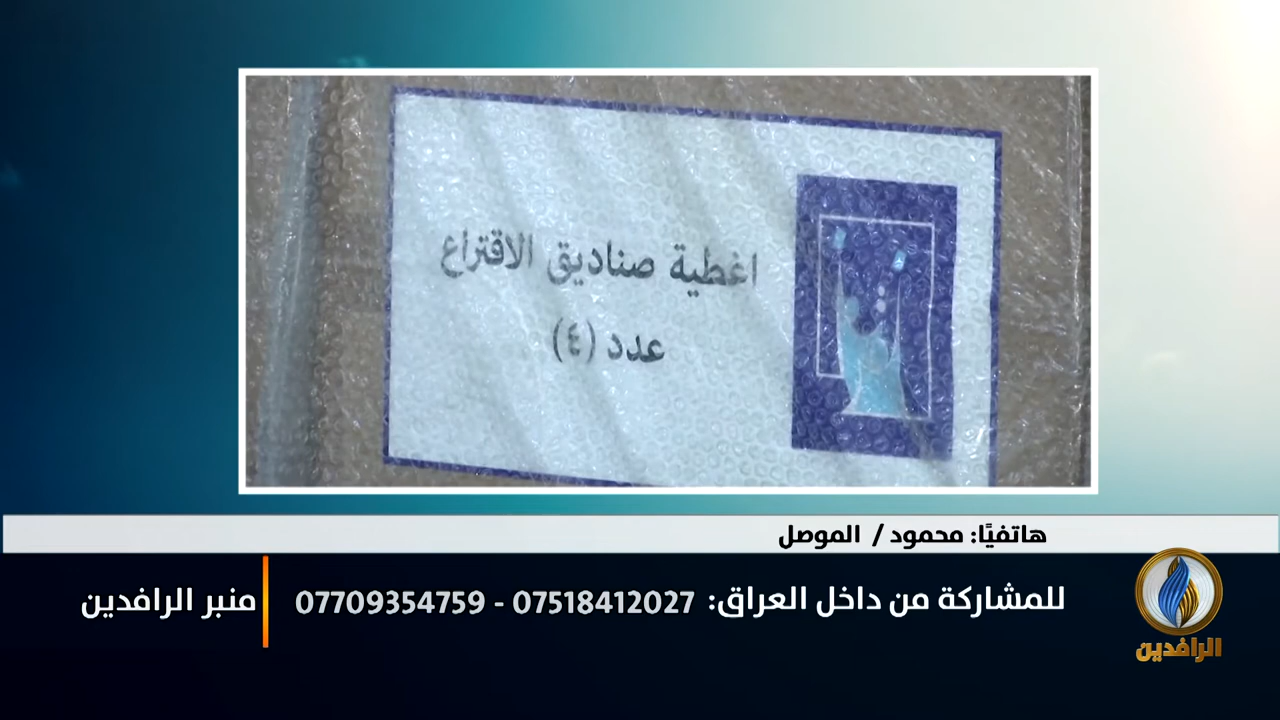 اغطية صناديق الاقتراع
عدد (٤)
هاتفيًا: محمود / الموصل
للمشاركة من داخل العراق: 07518412027 - 07709354759
منبر الرافدين
الرافدين